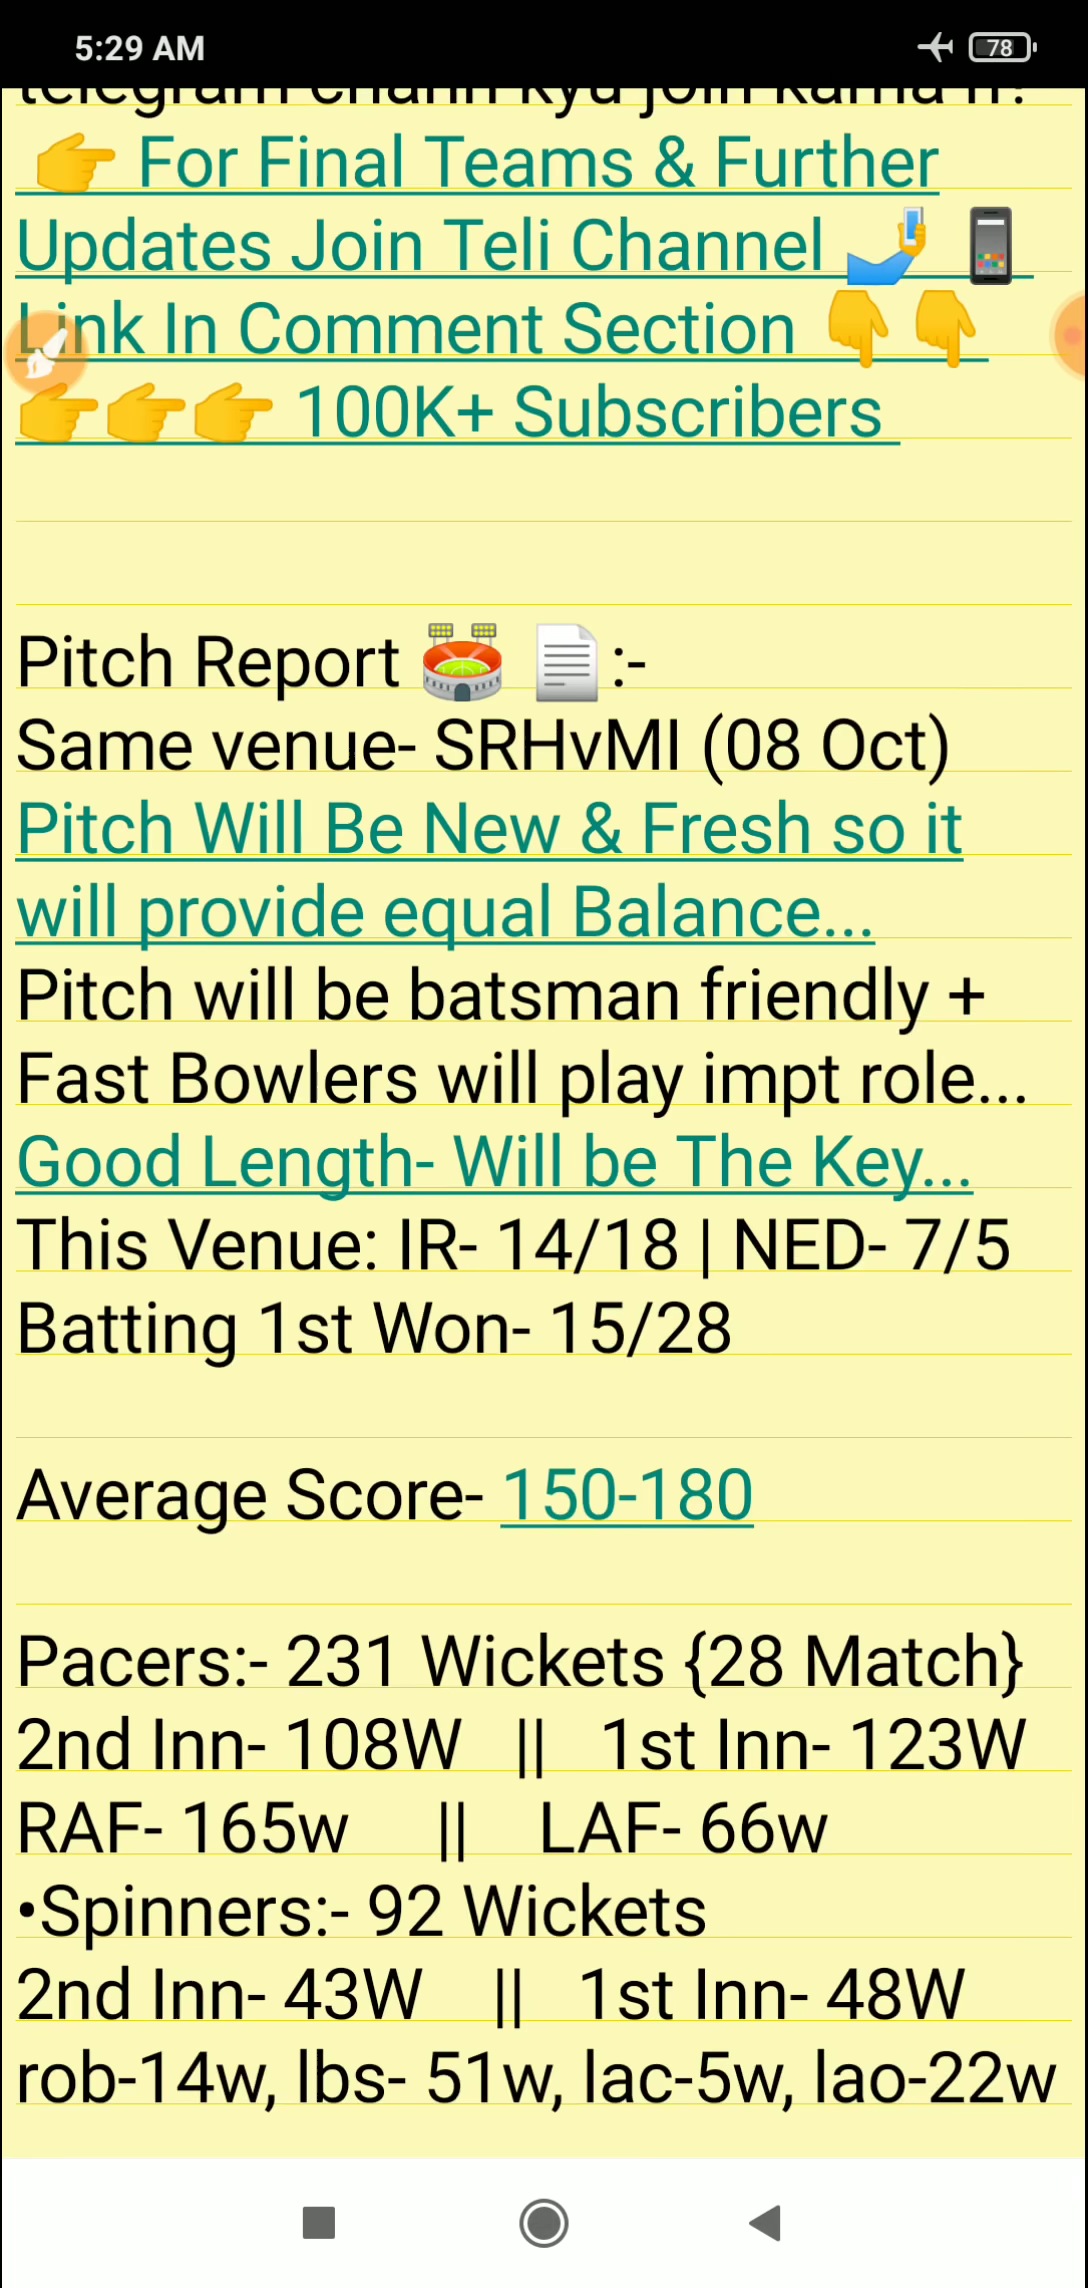 5:29 AM
78
telegram chann kyu join karna h?
👉 For Final Teams & Further
Updates Join Teli Channel 🤳 📱
Link In Comment Section 👇👇
👉👉👉 100K+ Subscribers
Pitch Report 🏟 📄:-
Same venue- SRHvMI (08 Oct)
Pitch Will Be New & Fresh so it
will provide equal Balance...
Pitch will be batsman friendly +
Fast Bowlers will play impt role...
Good Length- Will be The Key...
This Venue: IR- 14/18 | NED- 7/5
Batting 1st Won- 15/28
Average Score- 150-180
Pacers:- 231 Wickets {28 Match}
2nd Inn- 108W || 1st Inn- 123W
RAF- 165w || LAF- 66w
•Spinners:- 92 Wickets
2nd Inn- 43W || 1st Inn- 48W
rob-14w, lbs- 51w, lac-5w, lao-22w